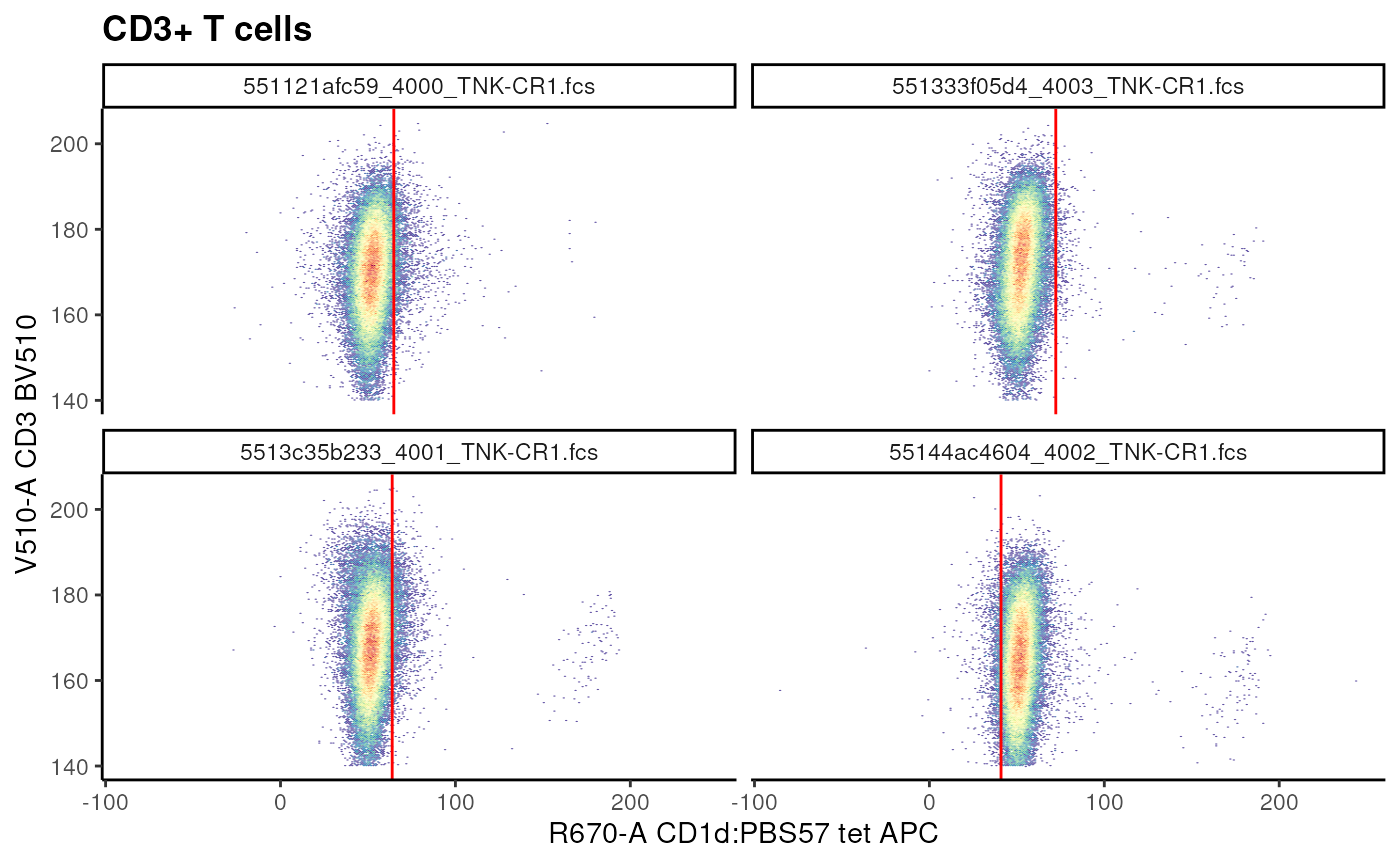 CD3+ T cells
551121afc59_4000_TNK-CR1.fcs
551333f05d4_4003_TNK-CR1.fcs
200
180
160
140
5513c35b233_4001_TNK-CR1.fcs
55144ac4604_4002_TNK-CR1.fcs
200
180
160
140
V510-A CD3 BV510
-100 0 100 200 -100 0 100 200
R670-A CD1d:PBS57 tet APC